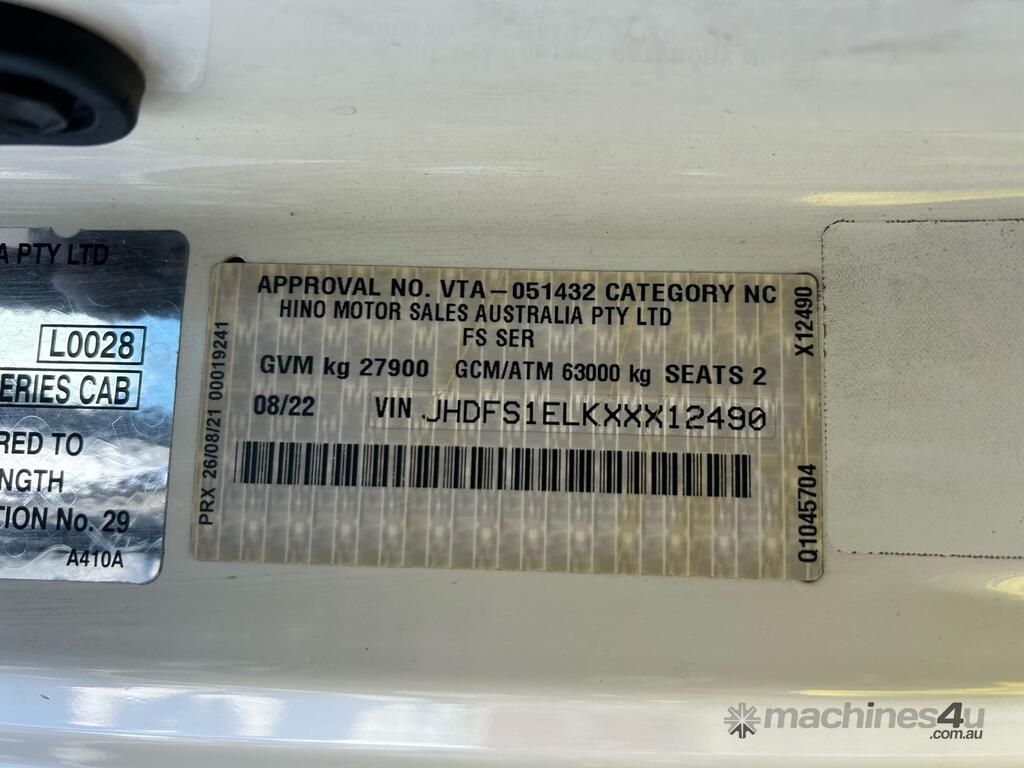 A PTY LTD
L0028
ERIES CAB
RED TO
NGTH
TION No. 29
A410A
PRX 26/08/21 00019241
APPROVAL NO. VTA-051432 CATEGORY NC
HINO MOTOR SALES AUSTRALIA PTY LTD
FS SER
GVM kg 27900 GCM/ATM 63000 kg SEATS 2
08/22 VIN JHDFS1ELKXXX12490
X12490
Q1045704
machines4u
.com.au